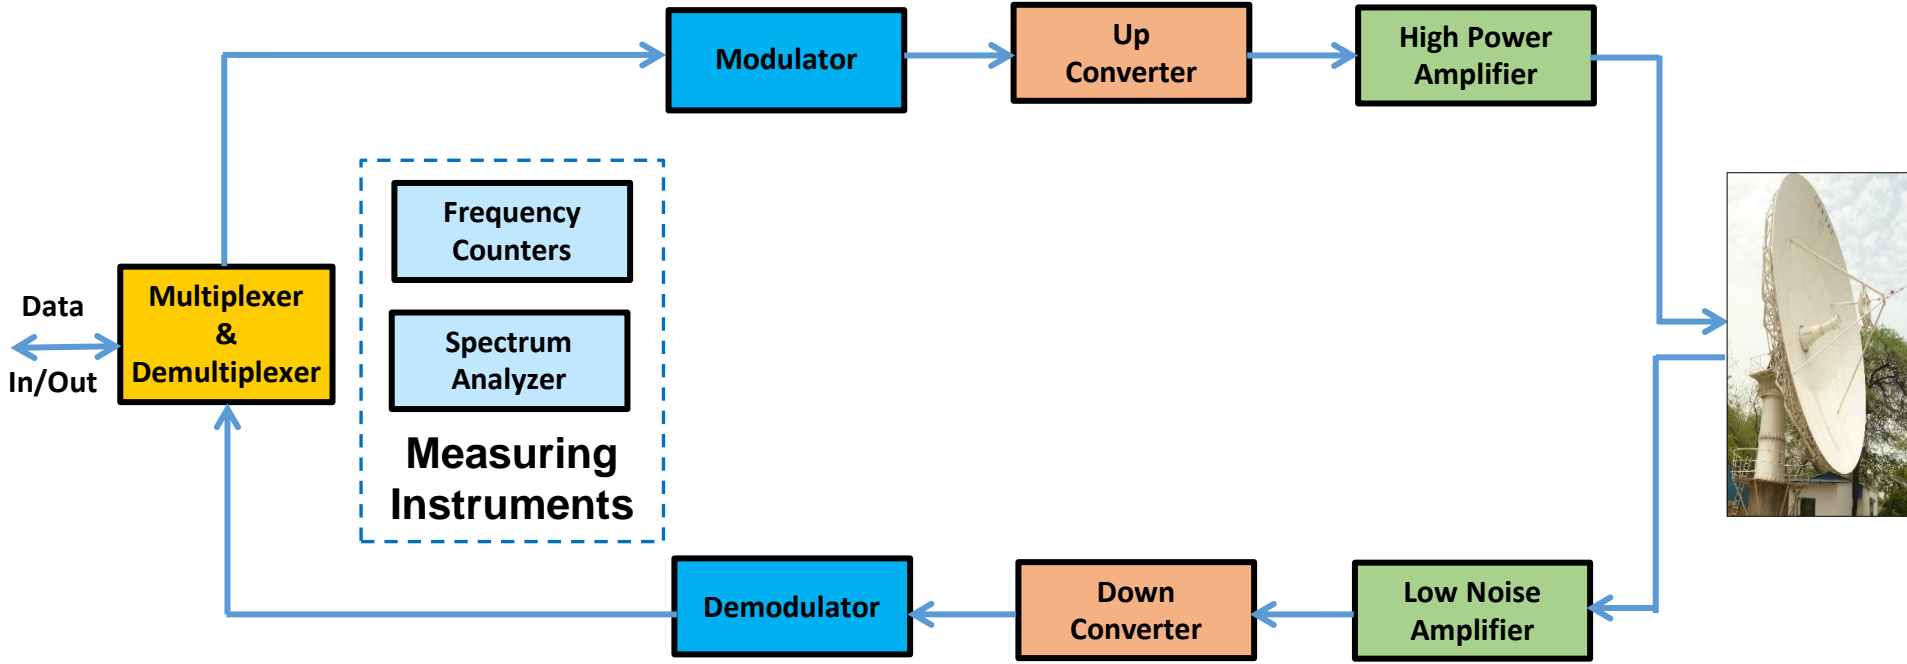 Modulator
Up
Converter
High Power
Amplifier
Frequency
Counters
Spectrum
Analyzer
Measuring
Instruments
Data
In/Out
Multiplexer
&
Demultiplexer
Demodulator
Down
Converter
Low Noise
Amplifier